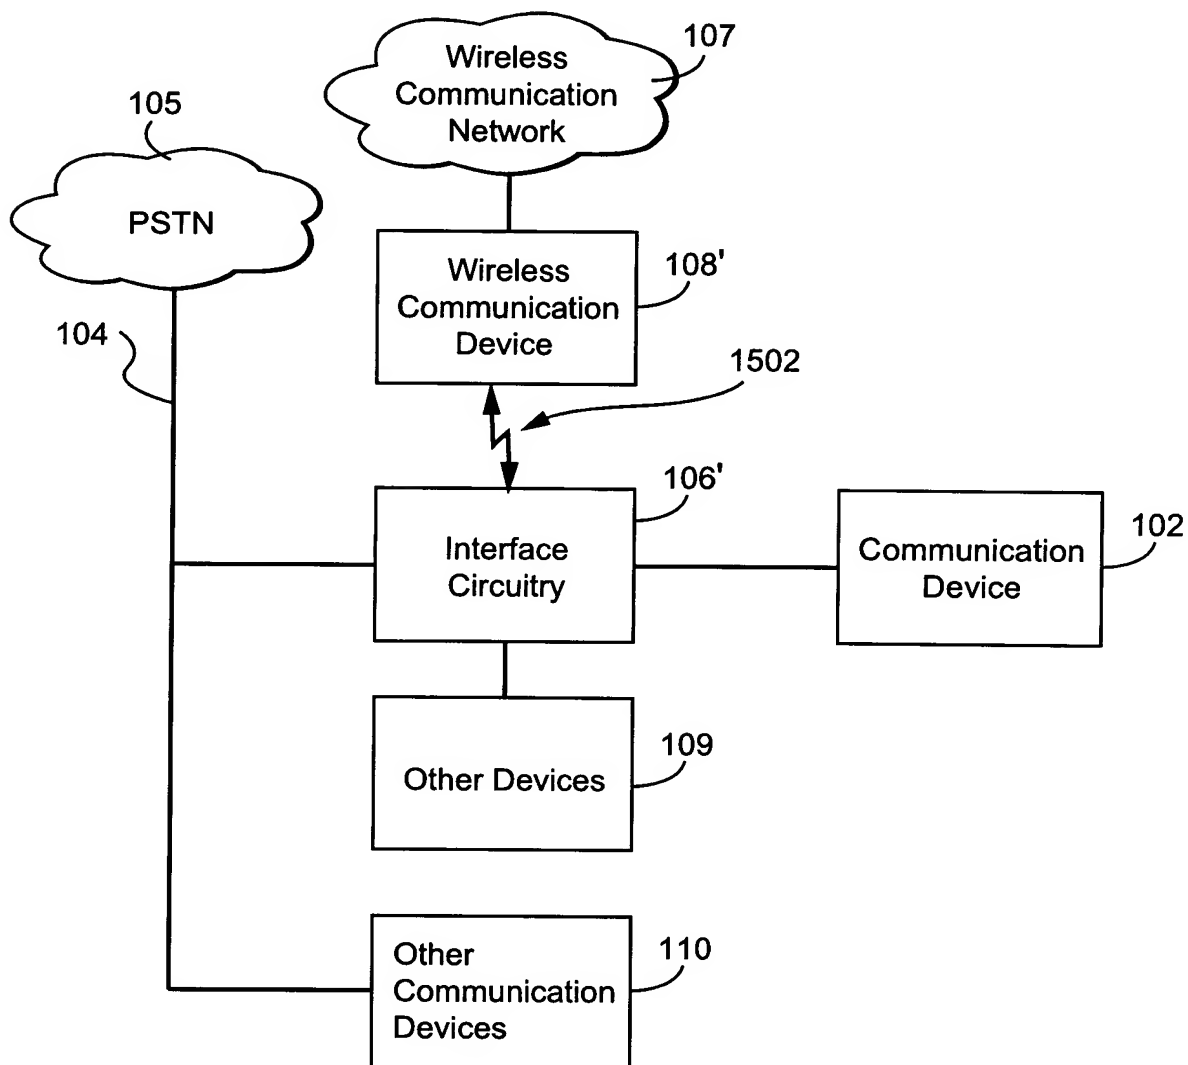 107
Wireless
Communication
Network
105
PSTN
108'
Wireless
Communication
Device
104
1502
106'
Interface
Circuitry
102
Communication
Device
109
Other Devices
110
Other
Communication
Devices